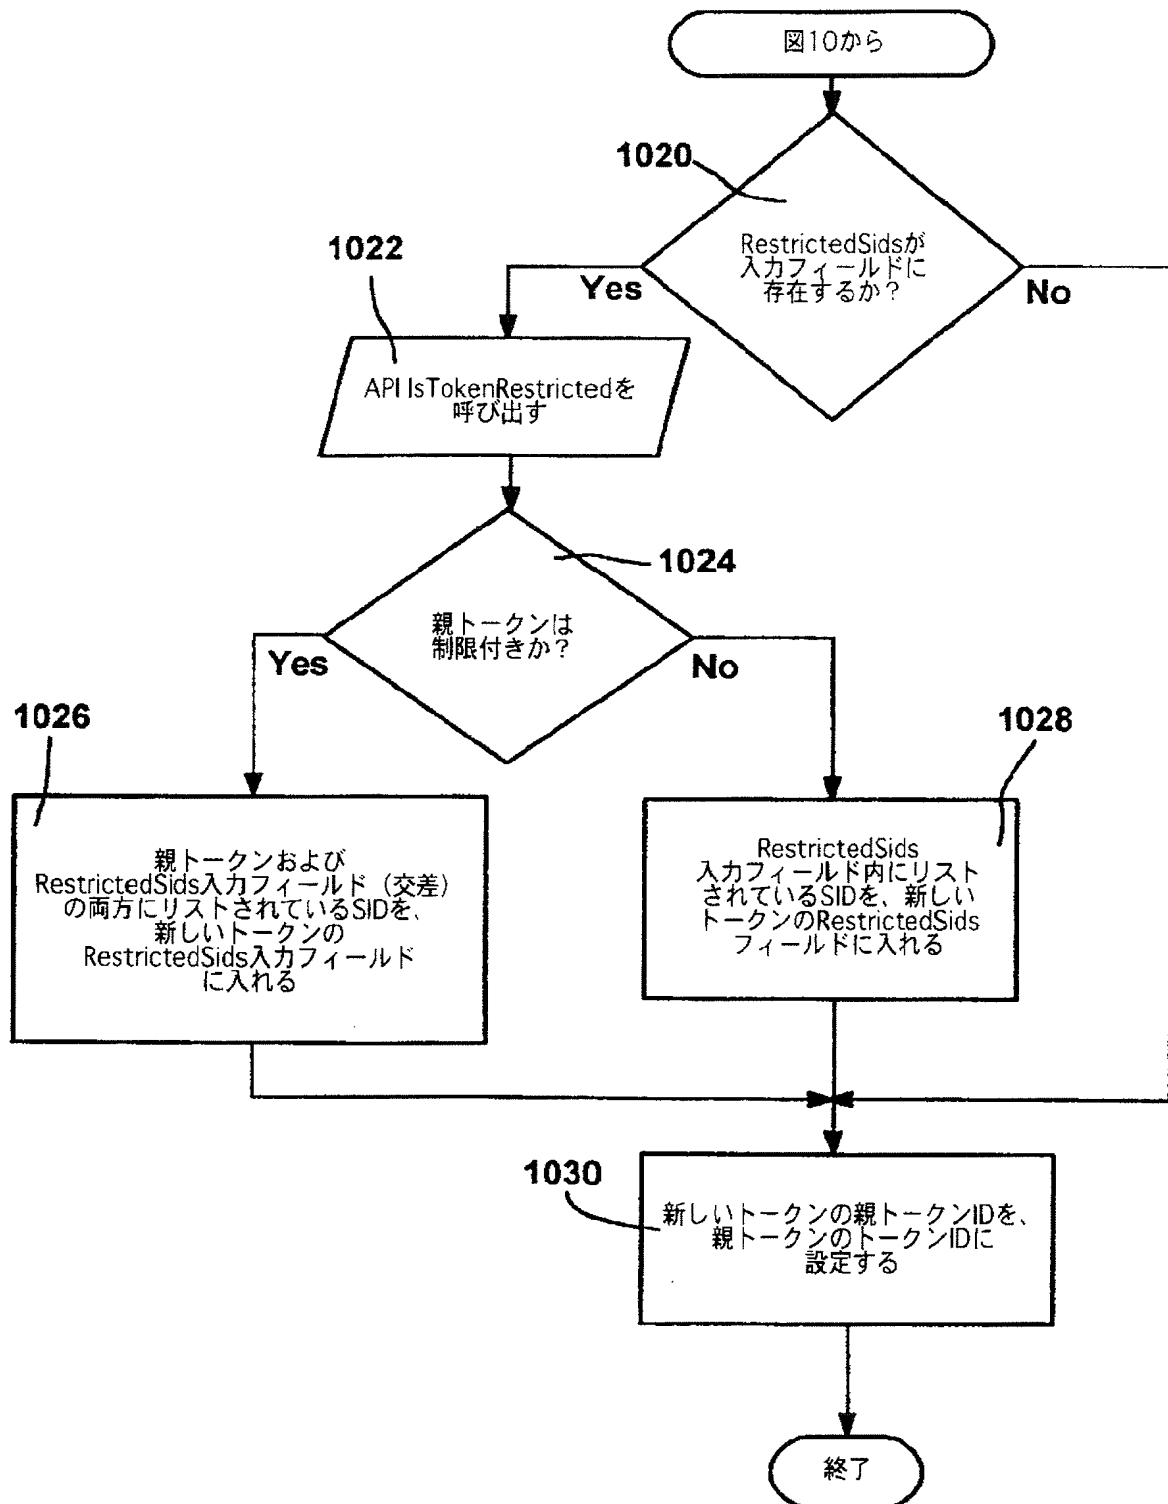 図10から
1020
RestrictedSidsが
入力フィールドに
存在するか？
Yes
No
1022
API IsTokenRestrictedを
呼び出す
1024
親トークンは
制限付きか？
Yes
No
1026
親トークンおよび
RestrictedSids入力フィールド（交差）
の両方にリストされているSIDを、
新しいトークンの
RestrictedSids入力フィールド
に入れる
1028
RestrictedSids
入力フィールド内にリスト
されているSIDを、新しい
トークンのRestrictedSids
フィールドに入れる
1030
新しいトークンの親トークンIDを、
親トークンのトークンIDに
設定する
終了